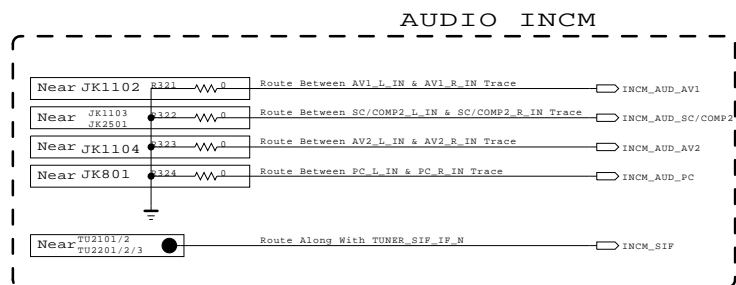 AUDIO INCM
Near JK1102 R321 0 Route Between AV1_L_IN & AV1_R_IN Trace INCM_AUD_AV1
Near JK1103 JK2501 R322 0 Route Between SC/COMP2_L_IN & SC/COMP2_R_IN Trace INCM_AUD_SC/COMP2
Near JK1104 R323 0 Route Between AV2_L_IN & AV2_R_IN Trace INCM_AUD_AV2
Near JK801 R324 0 Route Between PC_L_IN & PC_R_IN Trace INCM_AUD_PC
Near TU2101/2 TU2201/2/3 Route Along With TUNER_SIF_IF_N INCM_SIF